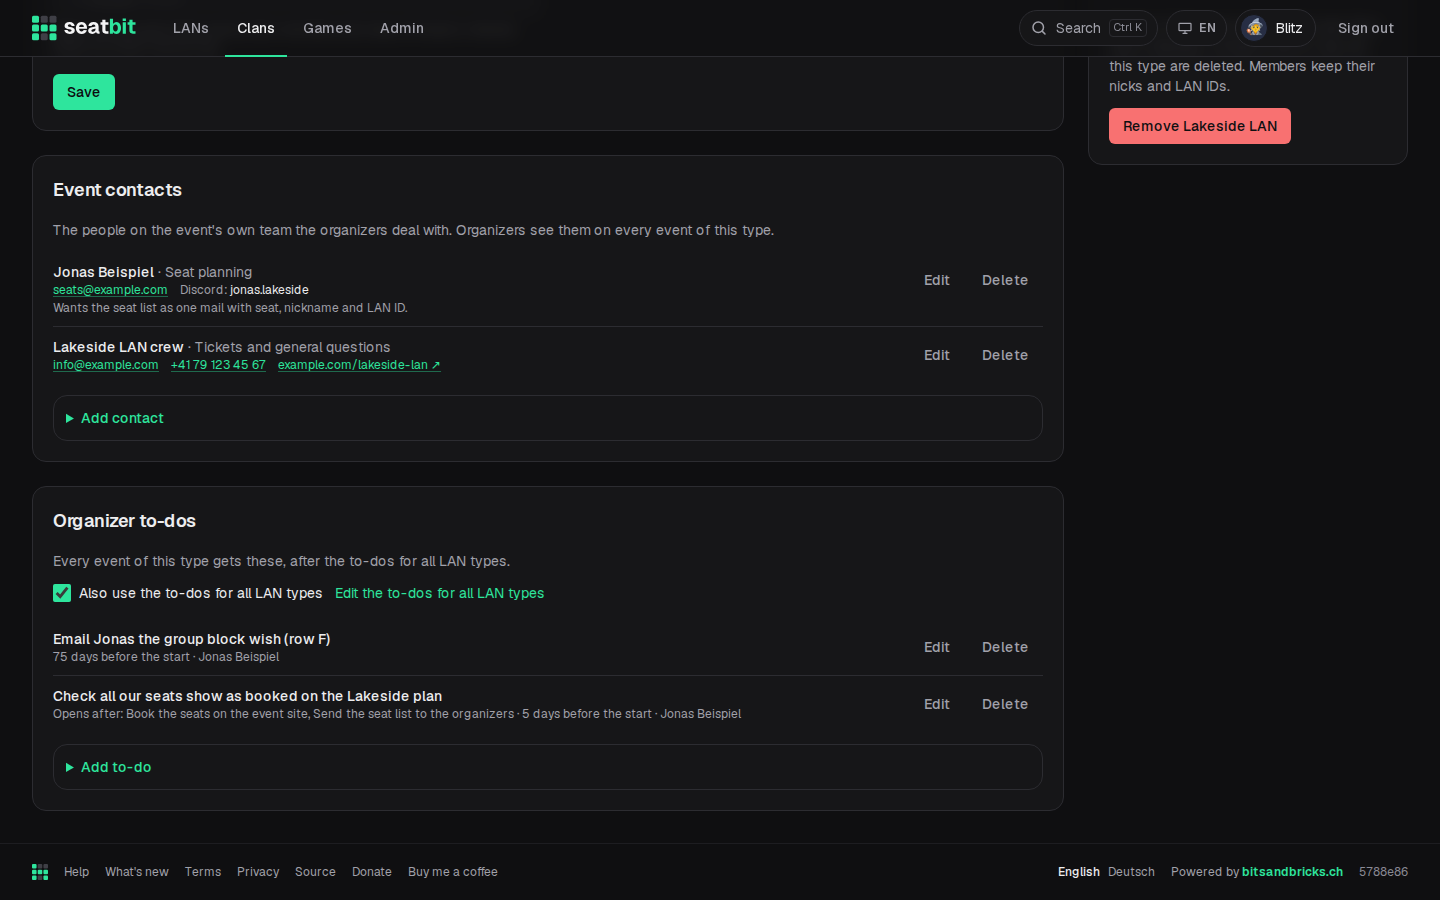 seatbit LANs Clans Games Admin Search Ctrl K EN Blitz Sign out
Save
this type are deleted. Members keep their
nicks and LAN IDs.
Remove Lakeside LAN
Event contacts
The people on the event's own team the organizers deal with. Organizers see them on every event of this type.
Jonas Beispiel · Seat planning
seats@example.com Discord: jonas.lakeside
Wants the seat list as one mail with seat, nickname and LAN ID.
Edit Delete
Lakeside LAN crew · Tickets and general questions
info@example.com +41 79 123 45 67 example.com/lakeside-lan ↗
Edit Delete
▶ Add contact
Organizer to-dos
Every event of this type gets these, after the to-dos for all LAN types.
Also use the to-dos for all LAN types Edit the to-dos for all LAN types
Email Jonas the group block wish (row F)
75 days before the start · Jonas Beispiel
Edit Delete
Check all our seats show as booked on the Lakeside plan
Opens after: Book the seats on the event site, Send the seat list to the organizers · 5 days before the start · Jonas Beispiel
Edit Delete
▶ Add to-do
Help What's new Terms Privacy Source Donate Buy me a coffee English Deutsch Powered by bitsandbricks.ch 5788e86